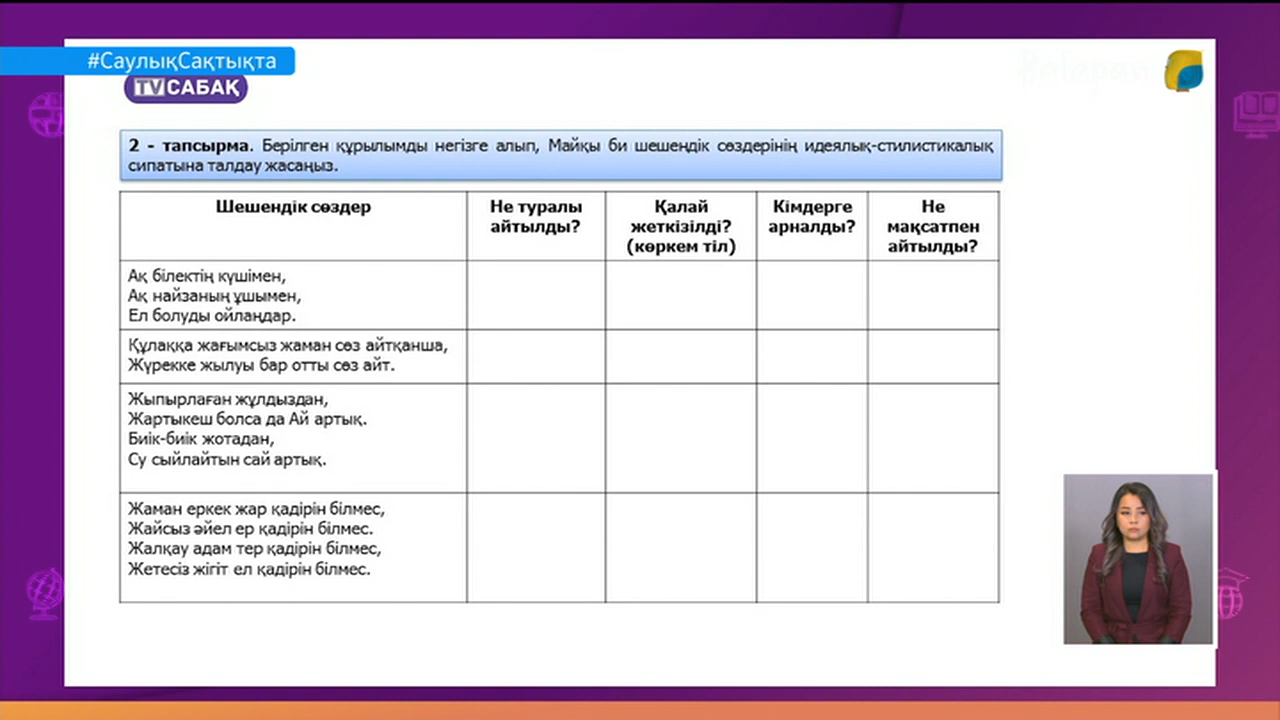 #СаулықСақтықта
TVСАБАҚ
Balapan
2 - тапсырма. Берілген құрылымды негізге алып, Майқы би шешендік сөздерінің идеялық-стилистикалық
сипатына талдау жасаңыз.
Шешендік сөздер
Не туралы
айтылды?
Қалай
жеткізілді?
(көркем тіл)
Кімдерге
арналды?
Не
мақсатпен
айтылды?
Ақ білектің күшімен,
Ақ найзаның ұшымен,
Ел болуды ойлаңдар.
Құлаққа жағымсыз жаман сөз айтқанша,
Жүрекке жылуы бар отты сөз айт.
Жыпырлаған жұлдыздан,
Жартыкеш болса да Ай артық.
Биік-биік жотадан,
Су сыйлайтын сай артық.
Жаман еркек жар қадірін білмес,
Жайсыз әйел ер қадірін білмес.
Жалқау адам тер қадірін білмес,
Жетесіз жігіт ел қадірін білмес.